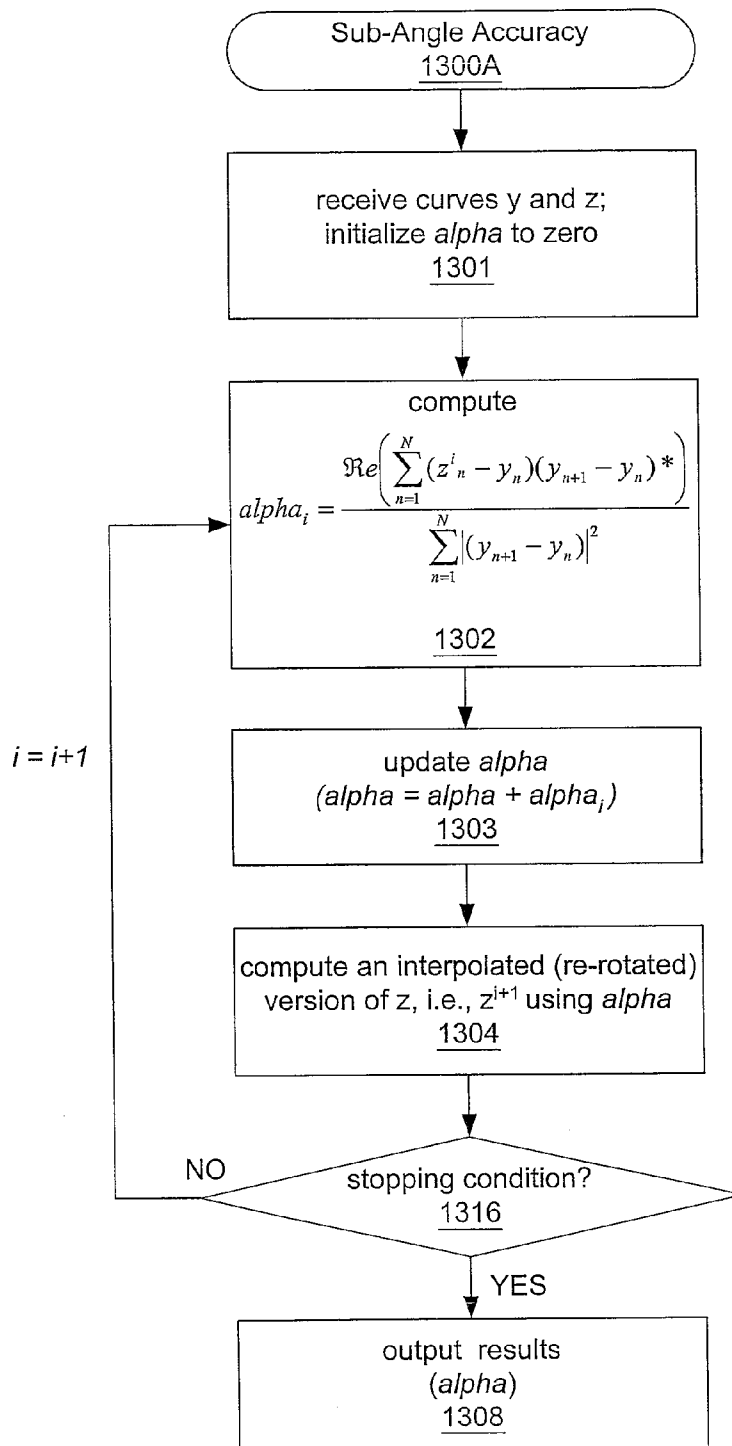 Sub-Angle Accuracy
1300A
receive curves y and z;
initialize alpha to zero
1301
compute
alpha_i = ℜe(∑_{n=1}^{N} (z^i_n − y_n)(y_{n+1} − y_n)*) / ∑_{n=1}^{N} |(y_{n+1} − y_n)|^2
1302
i = i+1
update alpha
(alpha = alpha + alpha_i)
1303
compute an interpolated (re-rotated)
version of z, i.e., z^{i+1} using alpha
1304
NO
stopping condition?
1316
YES
output results
(alpha)
1308